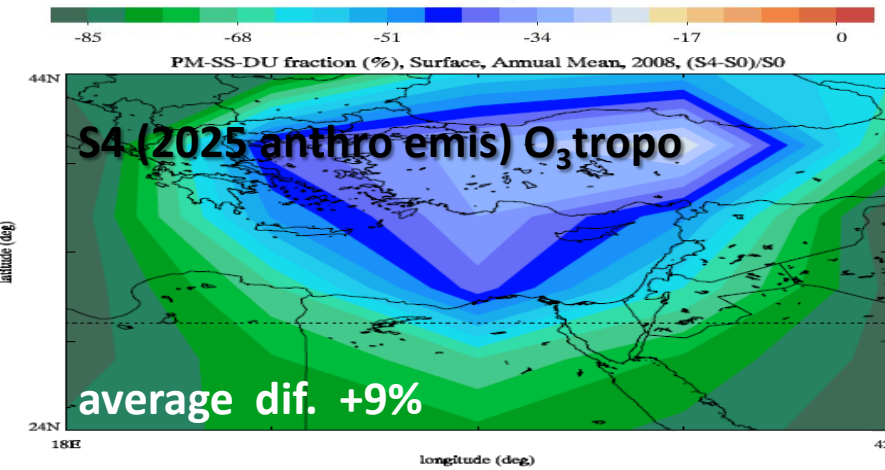 -85 -68 -51 -34 -17 0
PM-SS-DU fraction (%), Surface, Annual Mean, 2008, (S4-S0)/S0
44N
S4 (2025 anthro emis) O₃tropo
latitude (deg)
average dif. +9%
24N
18E
longitude (deg)